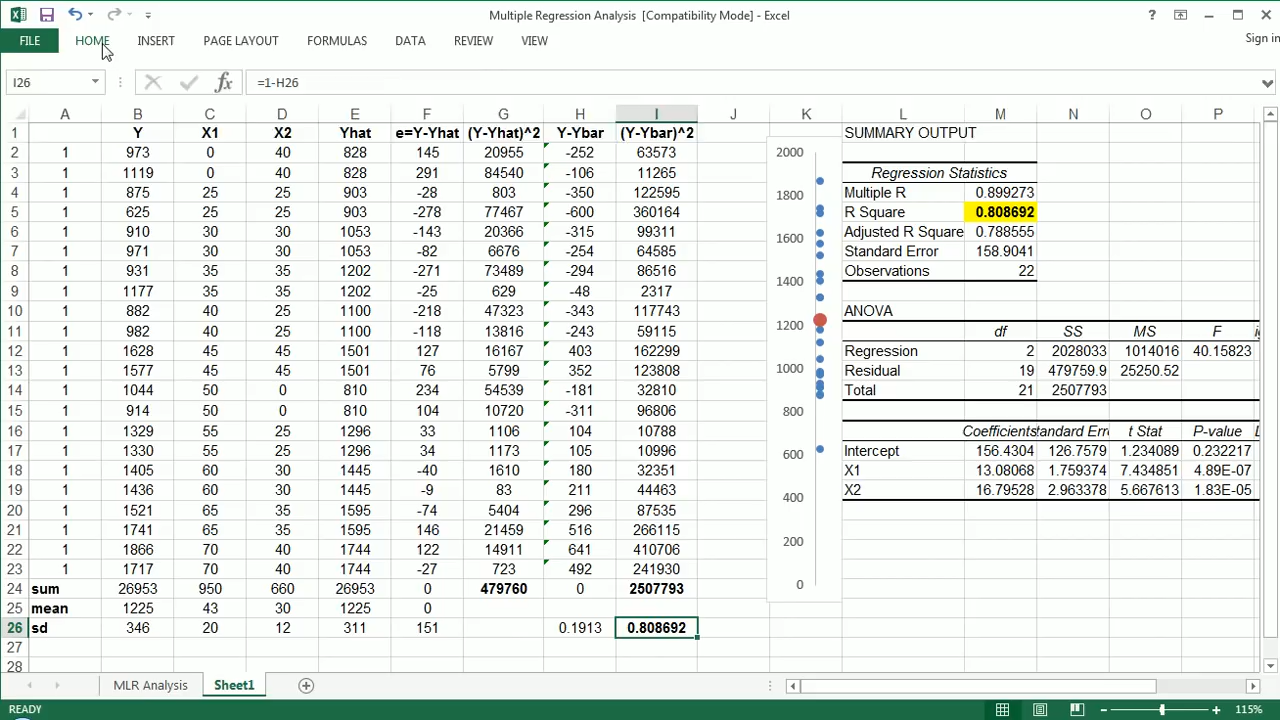 Multiple Regression Analysis [Compatibility Mode] - Excel
?
FILE HOME INSERT PAGE LAYOUT FORMULAS DATA REVIEW VIEW Sign in
I26 fx =1-H26
A B C D E F G H I J K L M N O P
1 Y X1 X2 Yhat e=Y-Yhat (Y-Yhat)^2 Y-Ybar (Y-Ybar)^2 SUMMARY OUTPUT
2 1 973 0 40 828 145 20955 -252 63573 2000
3 1 1119 0 40 828 291 84540 -106 11265 Regression Statistics
4 1 875 25 25 903 -28 803 -350 122595 1800 Multiple R 0.899273
5 1 625 25 25 903 -278 77467 -600 360164 R Square 0.808692
6 1 910 30 30 1053 -143 20366 -315 99311 1600 Adjusted R Square 0.788555
7 1 971 30 30 1053 -82 6676 -254 64585 Standard Error 158.9041
8 1 931 35 35 1202 -271 73489 -294 86516 1400 Observations 22
9 1 1177 35 35 1202 -25 629 -48 2317
10 1 882 40 40 1100 -218 47323 -343 117743 ANOVA
11 1 982 40 40 1100 -118 13816 -243 59115 1200 df SS MS F
12 1 1628 45 45 1501 127 16167 403 162299 Regression 2 2028033 1014016 40.15823
13 1 1577 45 45 1501 76 5799 352 123808 1000 Residual 19 479759.9 25250.52
14 1 1044 50 0 810 234 54539 -181 32810 Total 21 2507793
15 1 914 50 0 810 104 10720 -311 96806 800
16 1 1329 55 25 1296 33 1106 104 10788 Coefficients tandard Erro t Stat P-value
17 1 1330 55 25 1296 34 1173 105 10996 600 Intercept 156.4304 126.7579 1.234089 0.232217
18 1 1405 60 30 1445 -40 1610 180 32351 X1 13.08068 1.759374 7.434851 4.89E-07
19 1 1436 60 30 1445 -9 83 211 44463 400 X2 16.79528 2.963378 5.667613 1.83E-05
20 1 1521 65 35 1595 -74 5404 296 87535
21 1 1741 65 35 1595 146 21459 516 266115 200
22 1 1866 70 40 1744 122 14911 641 410706
23 1 1717 70 40 1744 -27 723 492 241930 0
24 sum 26953 950 660 26953 0 479760 0 2507793
25 mean 1225 43 30 1225 0
26 sd 346 20 12 311 151 0.1913 0.808692
27
28
MLR Analysis Sheet1
READY 115%